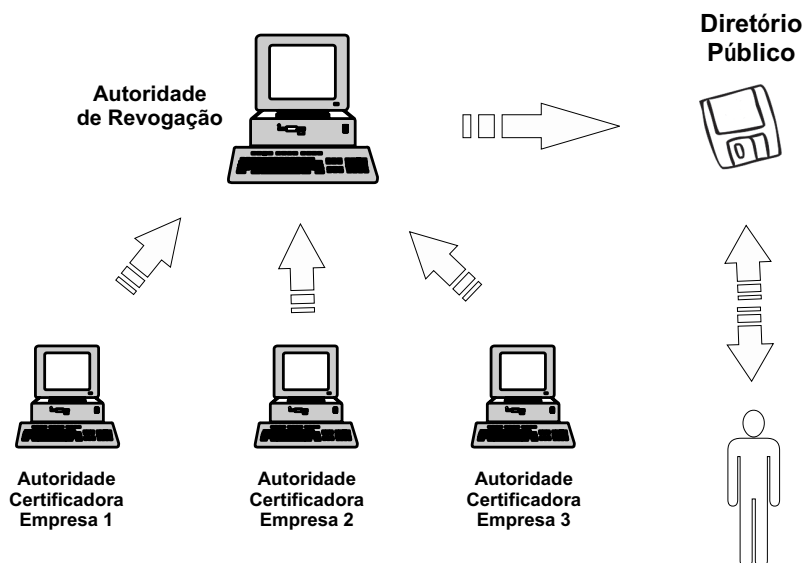 Diretório
Público
Autoridade
de Revogação
Autoridade
Certificadora
Empresa 1
Autoridade
Certificadora
Empresa 2
Autoridade
Certificadora
Empresa 3